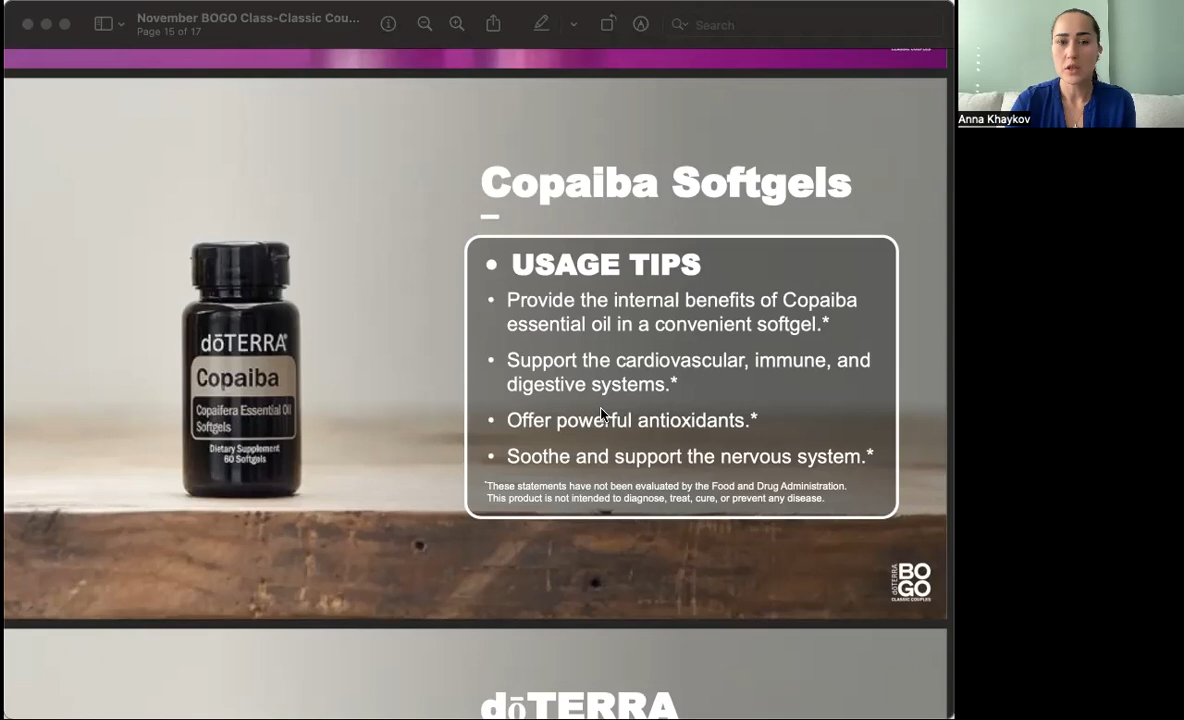 November BOGO Class-Classic Cou...
Page 15 of 17
Search
Anna Khaykov
Copaiba Softgels
• USAGE TIPS
• Provide the internal benefits of Copaiba
essential oil in a convenient softgel.*
• Support the cardiovascular, immune, and
digestive systems.*
• Offer powerful antioxidants.*
• Soothe and support the nervous system.*
*These statements have not been evaluated by the Food and Drug Administration.
This product is not intended to diagnose, treat, cure, or prevent any disease.
dōTERRA®
Copaiba
Copaifera Essential Oil
Softgels
Dietary Supplement
60 Softgels
dōTERRA
BO
GO
CLASSIC COUPLES
dōTERRA